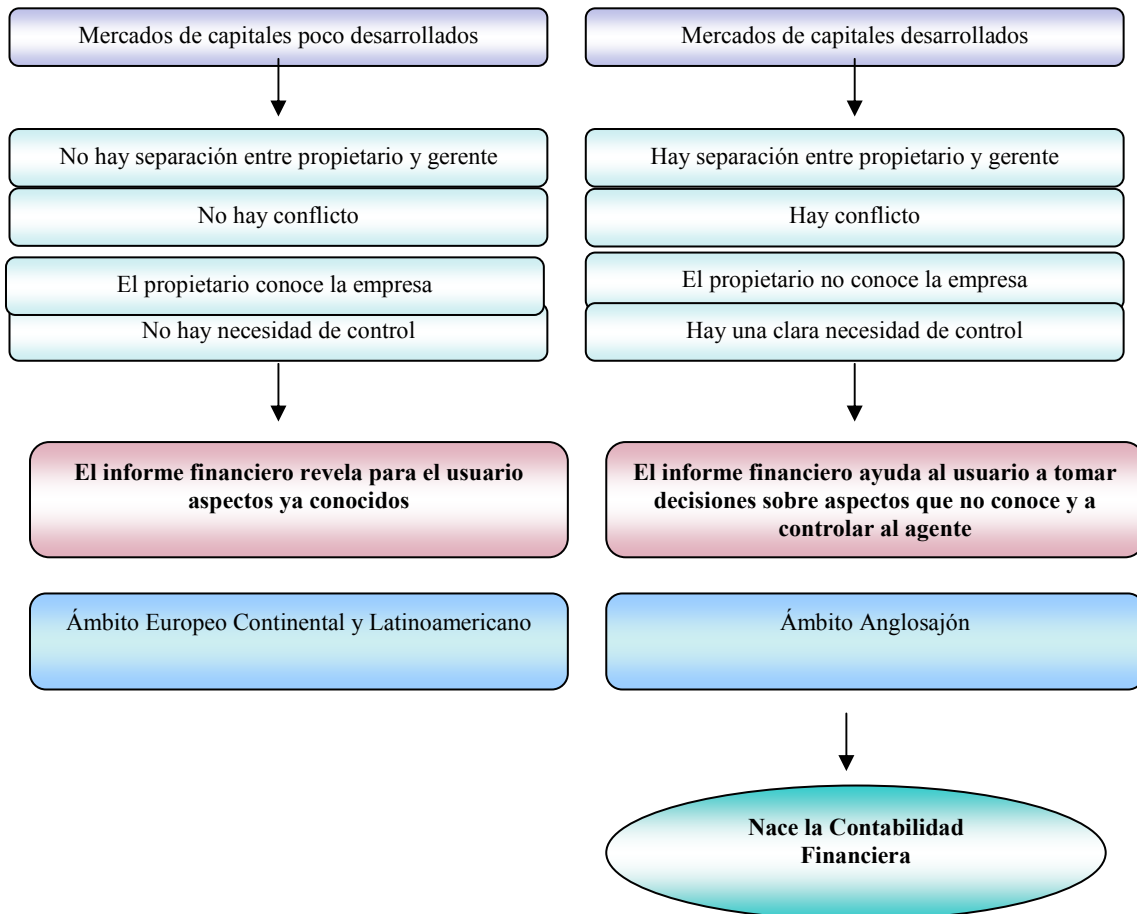 Mercados de capitales poco desarrollados
No hay separación entre propietario y gerente
No hay conflicto
El propietario conoce la empresa
No hay necesidad de control
El informe financiero revela para el usuario
aspectos ya conocidos
Ámbito Europeo Continental y Latinoamericano
Mercados de capitales desarrollados
Hay separación entre propietario y gerente
Hay conflicto
El propietario no conoce la empresa
Hay una clara necesidad de control
El informe financiero ayuda al usuario a tomar
decisiones sobre aspectos que no conoce y a
controlar al agente
Ámbito Anglosajón
Nace la Contabilidad
Financiera